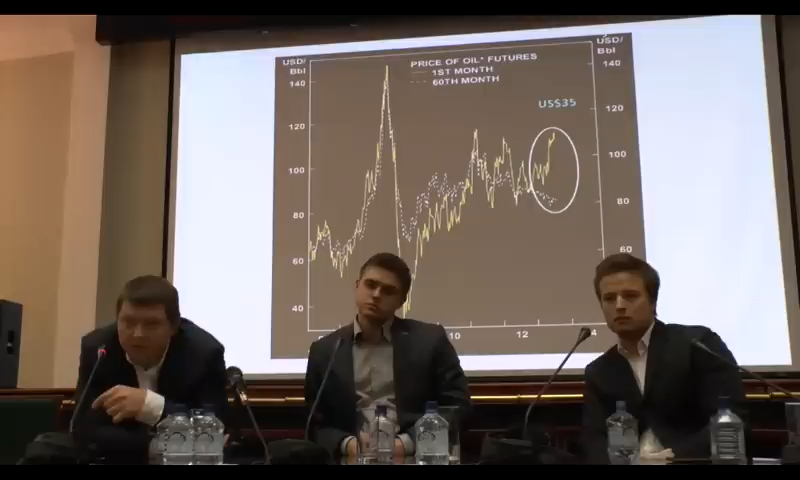 USD/
Bbl
PRICE OF OIL* FUTURES
1ST MONTH
60TH MONTH
USD/
Bbl
140
120
100
80
60
40
US$35
140
120
100
80
60
10
12
4